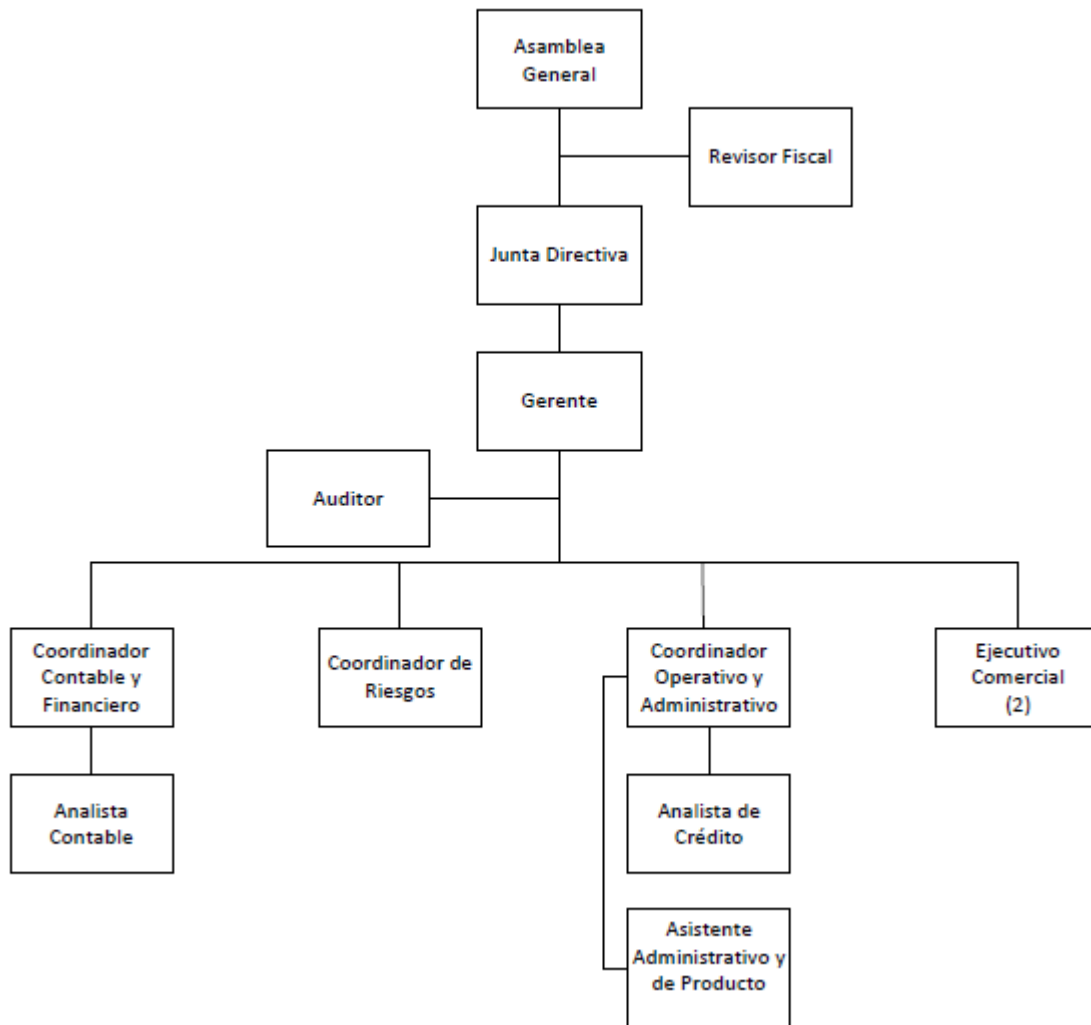 Asamblea
General
Revisor Fiscal
Junta Directiva
Gerente
Auditor
Coordinador
Contable y
Financiero
Coordinador de
Riesgos
Coordinador
Operativo y
Administrativo
Ejecutivo
Comercial
(2)
Analista
Contable
Analista de
Crédito
Asistente
Administrativo y
de Producto